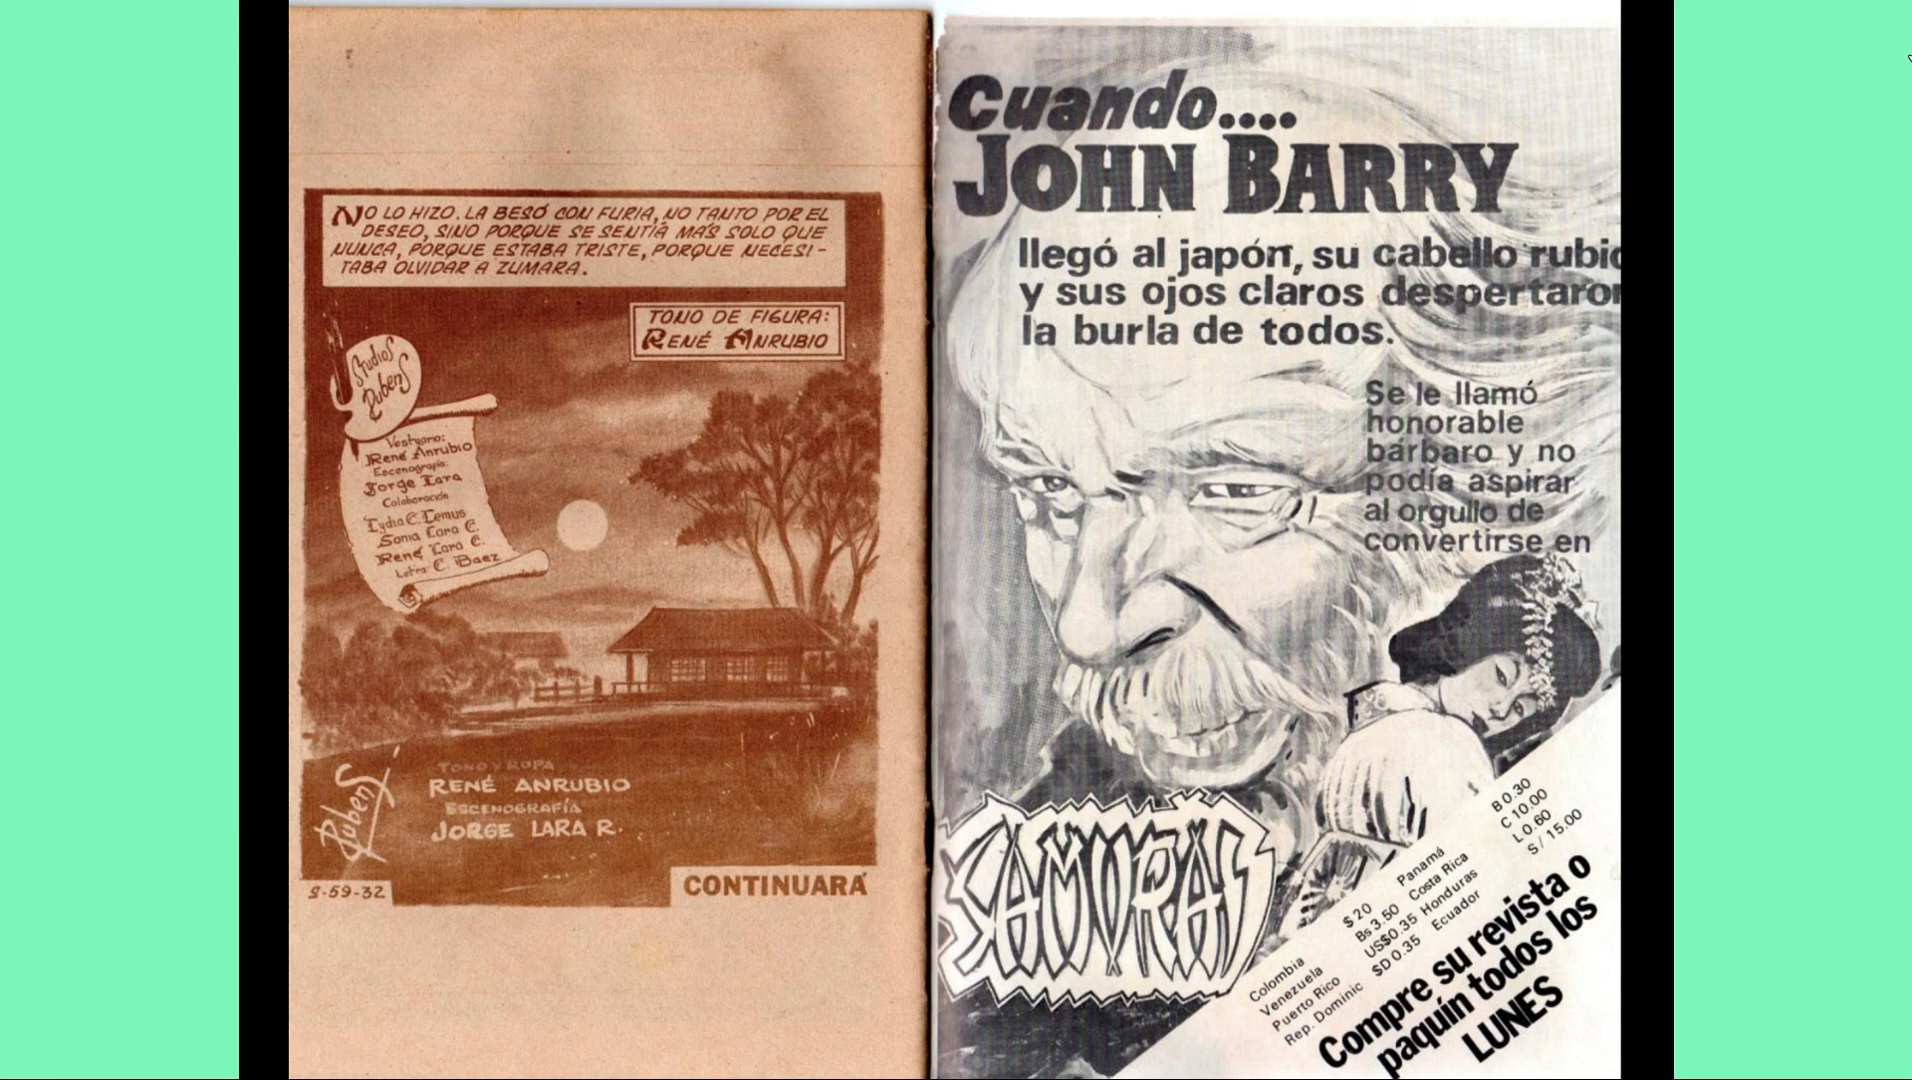 NO LO HIZO. LA BESÓ CON FURIA, NO TANTO POR EL
DESEO, SINO PORQUE SE SENTÍA MAS SOLO QUE
NUNCA, PORQUE ESTABA TRISTE, PORQUE NECESI-
TABA OLVIDAR A ZUMARA.
TONO DE FIGURA:
RENÉ ANRUBIO
Studios
Rubens
Vestuario:
René Anrubio
Escenografía:
Jorge Lara
Colaboración
Lydia E. Lemus
Sonia Lara C.
René Lara C.
Letra: C. Baez
Rubens
TONO Y ROPA
RENÉ ANRUBIO
ESCENOGRAFÍA
JORGE LARA R.
S-59-32
CONTINUARÁ
Cuando....
JOHN BARRY
llegó al japón, su cabello rubio
y sus ojos claros despertaron
la burla de todos.
Se le llamó
honorable
bárbaro y no
podía aspirar
al orgullo de
convertirse en
SAMURAI
Colombia $20 Panamá B 0.30
Venezuela Bs 3.50 Costa Rica C 10.00
Puerto Rico US$0.35 Honduras L 0.60
Rep. Dominic $D 0.35 Ecuador S/ 15.00
Compre su revista o
paquín todos los
LUNES